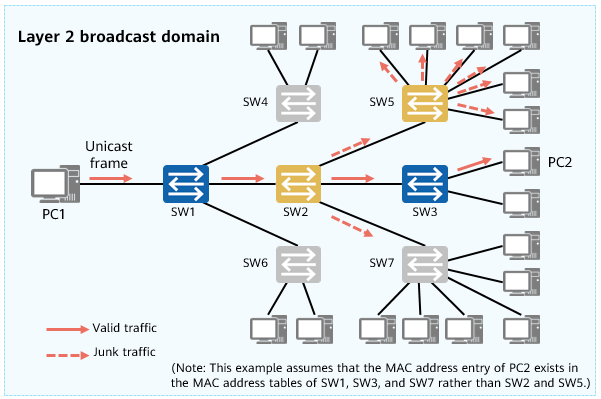 Layer 2 broadcast domain
SW4
SW5
Unicast
frame
PC1
SW1
SW2
SW3
PC2
SW6
SW7
Valid traffic
Junk traffic
(Note: This example assumes that the MAC address entry of PC2 exists in
the MAC address tables of SW1, SW3, and SW7 rather than SW2 and SW5.)